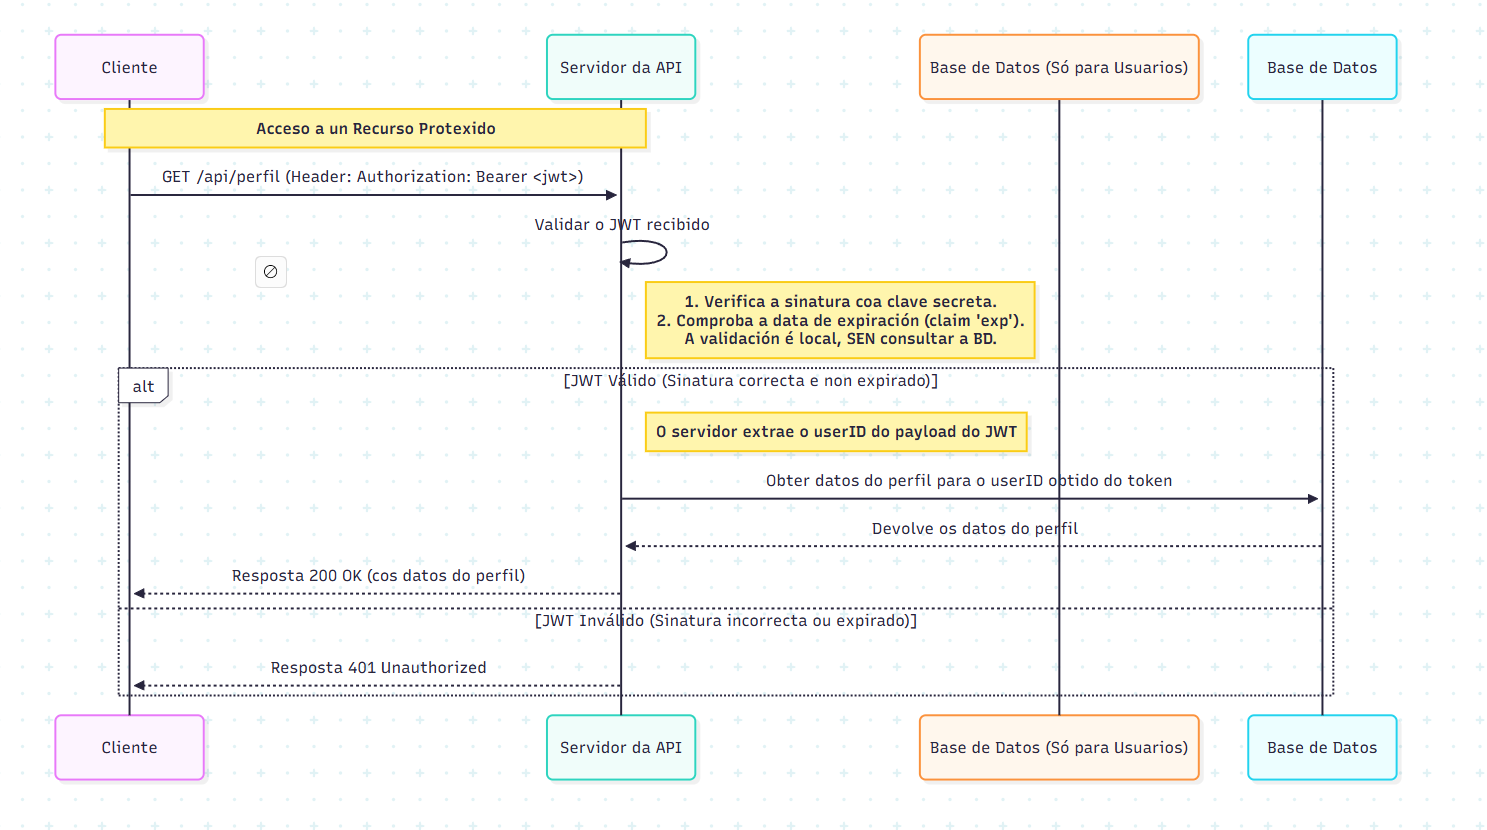 Cliente
Servidor da API
Base de Datos (Só para Usuarios)
Base de Datos
Acceso a un Recurso Protexido
GET /api/perfil (Header: Authorization: Bearer <jwt>)
Validar o JWT recibido
1. Verifica a sinatura coa clave secreta.
2. Comproba a data de expiración (claim 'exp').
A validación é local, SEN consultar a BD.
alt
[JWT Válido (Sinatura correcta e non expirado)]
O servidor extrae o userID do payload do JWT
Obter datos do perfil para o userID obtido do token
Devolve os datos do perfil
Resposta 200 OK (cos datos do perfil)
[JWT Inválido (Sinatura incorrecta ou expirado)]
Resposta 401 Unauthorized
Cliente
Servidor da API
Base de Datos (Só para Usuarios)
Base de Datos